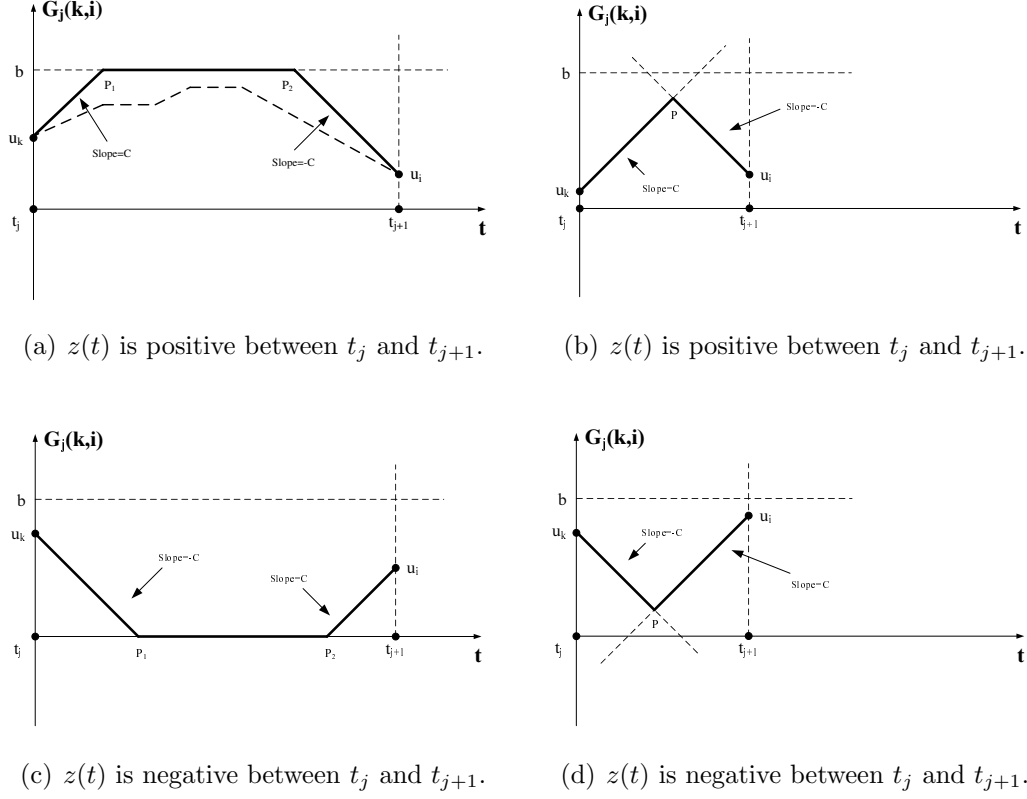 Gj(k,i)
b
P1
P2
uk
Slope=C
Slope=-C
ui
tj
tj+1
t
(a) z(t) is positive between tj and tj+1.
Gj(k,i)
b
P
Slope=-C
uk
Slope=C
ui
tj
tj+1
t
(b) z(t) is positive between tj and tj+1.
Gj(k,i)
b
uk
Slope=-C
Slope=C
ui
tj
P1
P2
tj+1
t
(c) z(t) is negative between tj and tj+1.
Gj(k,i)
b
uk
Slope=-C
ui
Slope=C
P
tj
tj+1
t
(d) z(t) is negative between tj and tj+1.